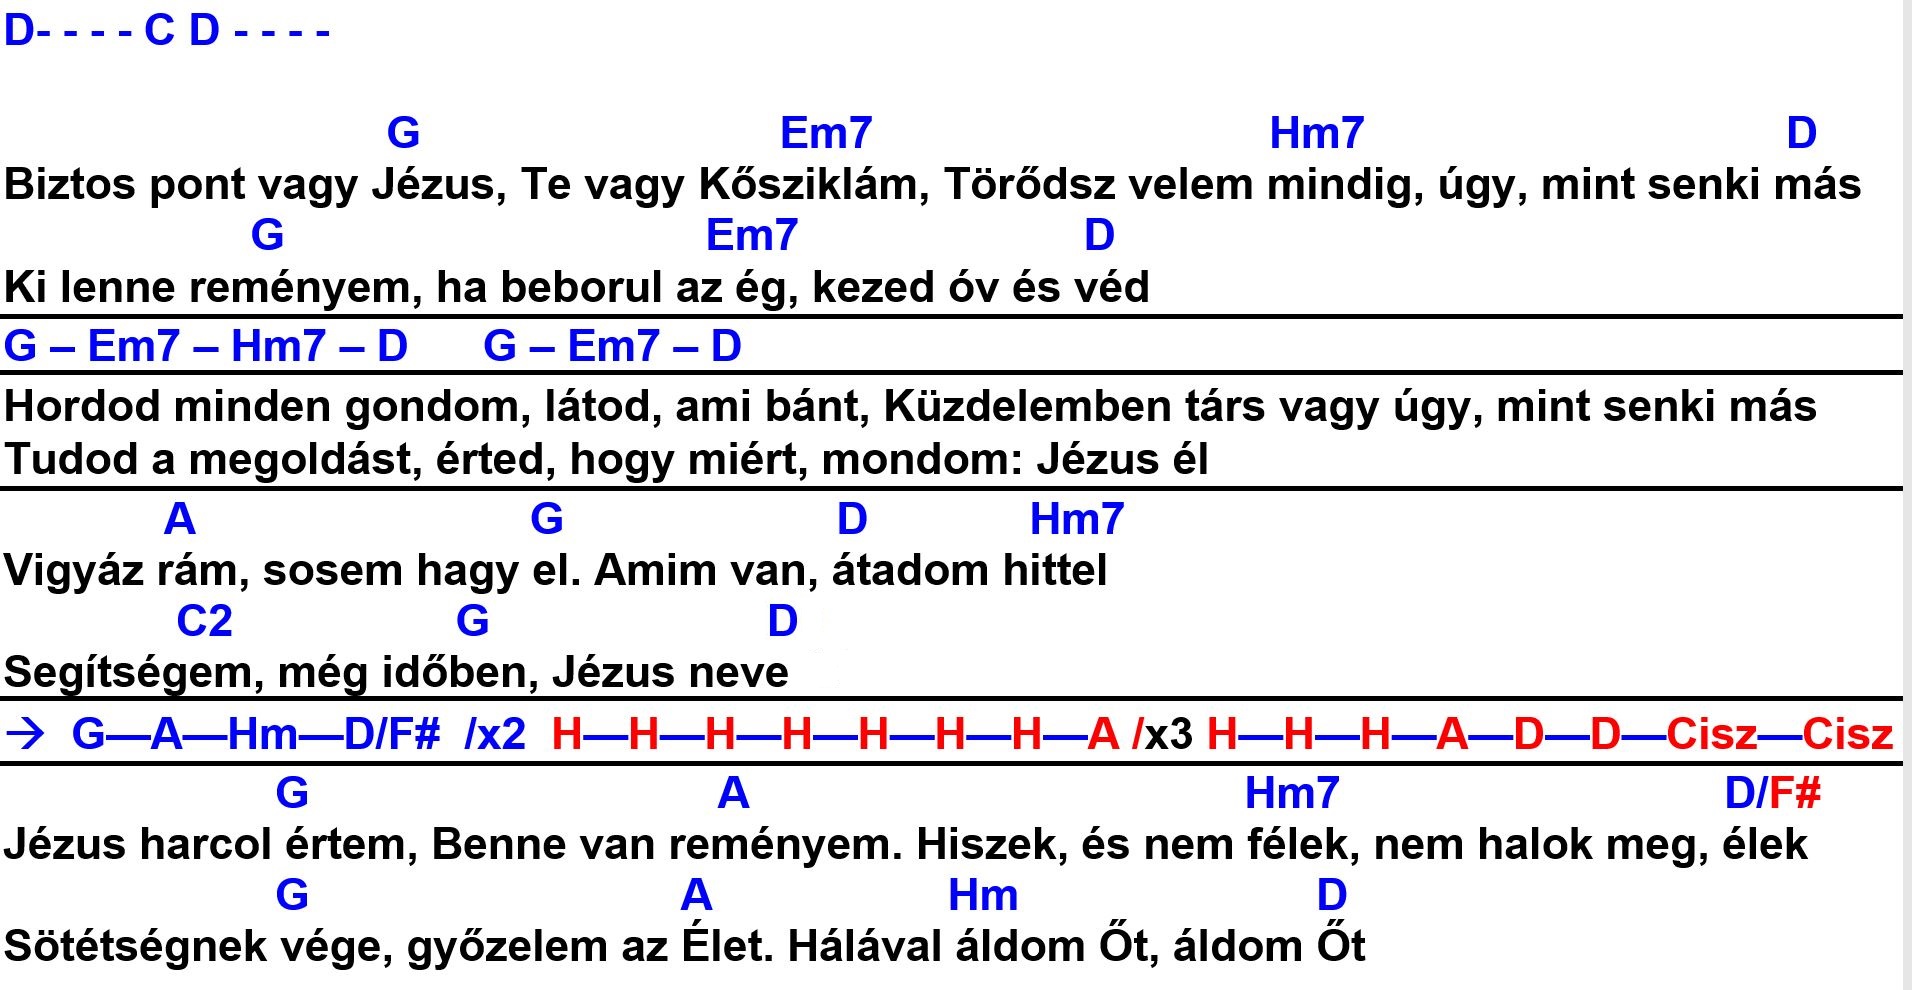 D- - - - C D - - - -
G Em7 Hm7 D
Biztos pont vagy Jézus, Te vagy Kősziklám, Törődsz velem mindig, úgy, mint senki más
G Em7 D
Ki lenne reményem, ha beborul az ég, kezed óv és véd
G – Em7 – Hm7 – D G – Em7 – D
Hordod minden gondom, látod, ami bánt, Küzdelemben társ vagy úgy, mint senki más
Tudod a megoldást, érted, hogy miért, mondom: Jézus él
A G D Hm7
Vigyáz rám, sosem hagy el. Amim van, átadom hittel
C2 G D
Segítségem, még időben, Jézus neve
→ G—A—Hm—D/F# /x2 H—H—H—H—H—H—H—A /x3 H—H—H—A—D—D—Cisz—Cisz
G A Hm7 D/F#
Jézus harcol értem, Benne van reményem. Hiszek, és nem félek, nem halok meg, élek
G A Hm D
Sötétségnek vége, győzelem az Élet. Hálával áldom Őt, áldom Őt